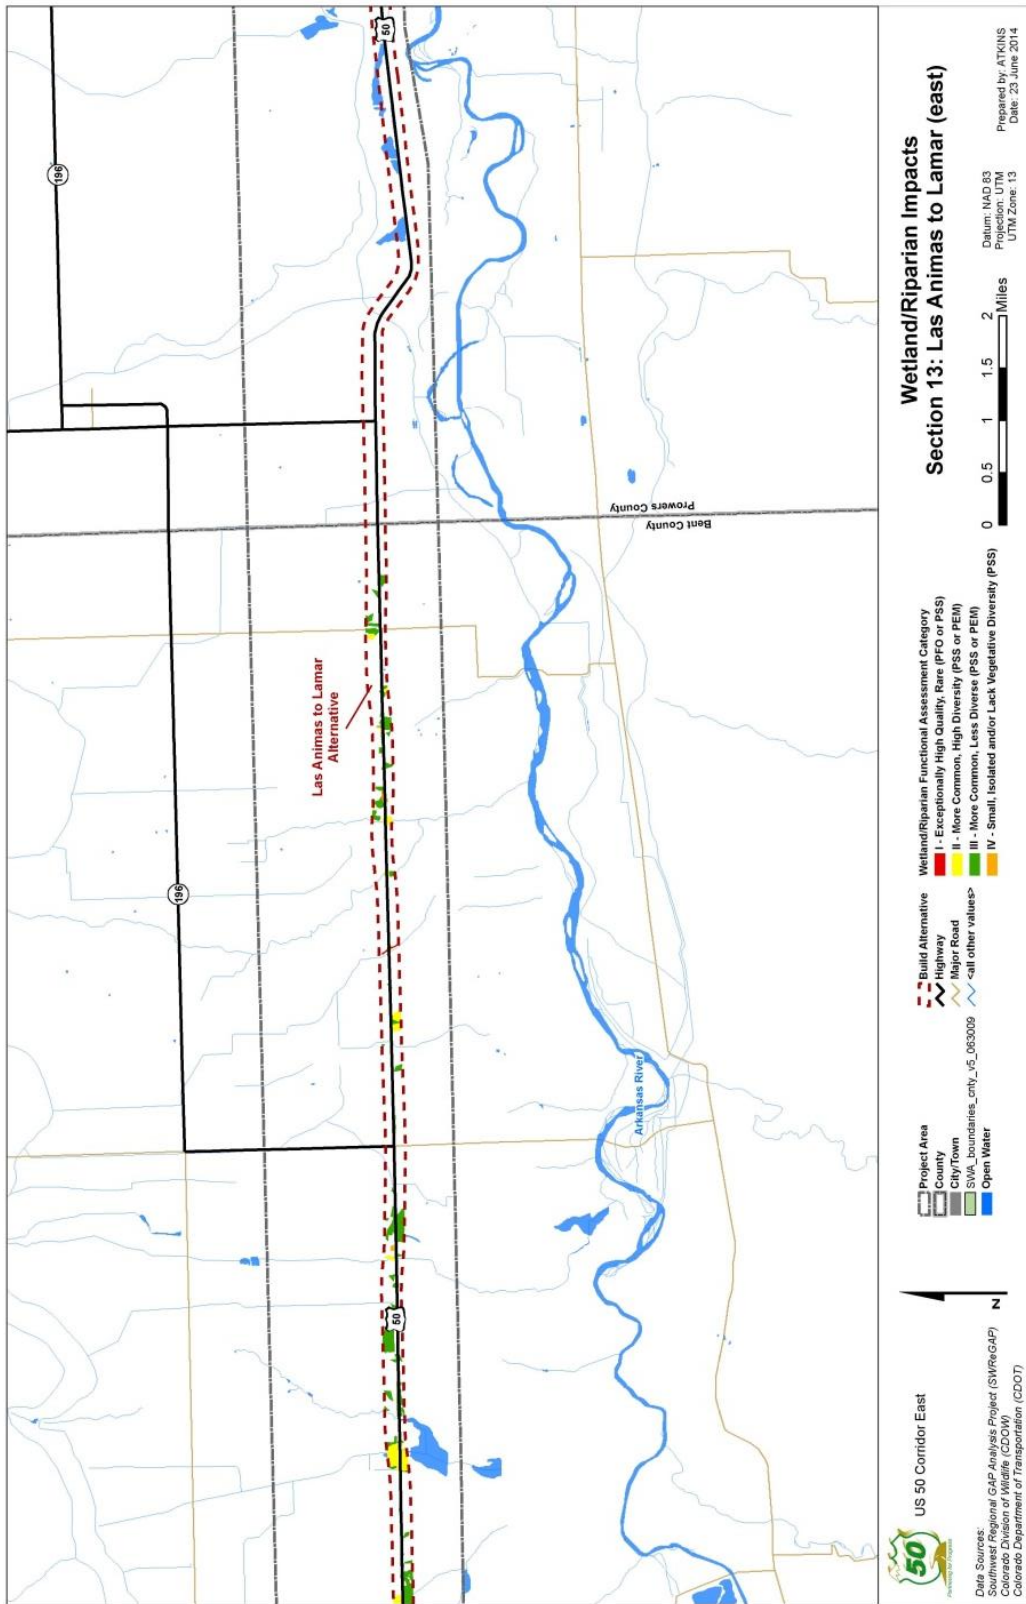 196
50
Las Animas to Lamar
Alternative
196
50
Bent County
Prowers County
Arkansas River
50
US 50 Corridor East
Data Sources:
Southwest Regional GAP Analysis Project (SWReGAP)
Colorado Division of Wildlife (CDOW)
Colorado Department of Transportation (CDOT)
N
Project Area
County
City/Town
SWA_boundaries_cnty_v5_063009
Open Water
Build Alternative
Highway
Major Road
<all other values>
Wetland/Riparian Functional Assessment Category
I - Exceptionally High Quality, Rare (PFO or PSS)
II - More Common, High Diversity (PSS or PEM)
III - More Common, Less Diverse (PSS or PEM)
IV - Small, Isolated and/or Lack Vegetative Diversity (PSS)
Wetland/Riparian Impacts
Section 13: Las Animas to Lamar (east)
0 0.5 1 1.5 2
Miles
Datum: NAD 83
Projection: UTM
UTM Zone: 13
Prepared by: ATKINS
Date: 23 June 2014